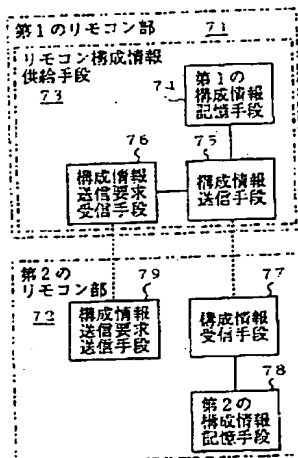 第1のリモコン部 71
リモコン構成情報
供給手段
73
74
第1の
構成情報
記憶手段
76
75
構成情報
送信要求
受信手段
構成情報
送信手段
第2の
リモコン部
72
79
77
構成情報
送信要求
送信手段
構成情報
受信手段
78
第2の
構成情報
記憶手段